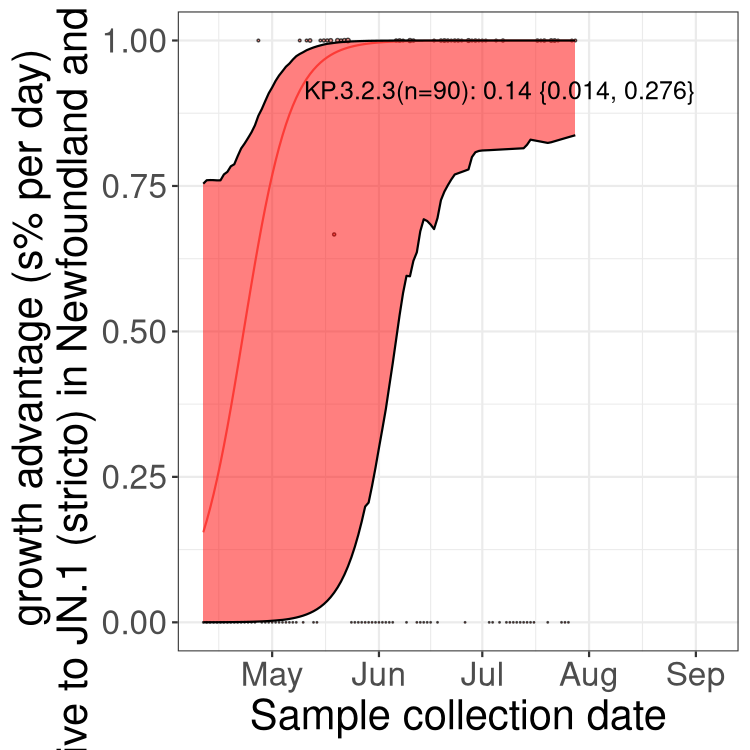 growth advantage (s% per day)
ive to JN.1 (stricto) in Newfoundland and
1.00
0.75
0.50
0.25
0.00
KP.3.2.3(n=90): 0.14 {0.014, 0.276}
May Jun Jul Aug Sep
Sample collection date